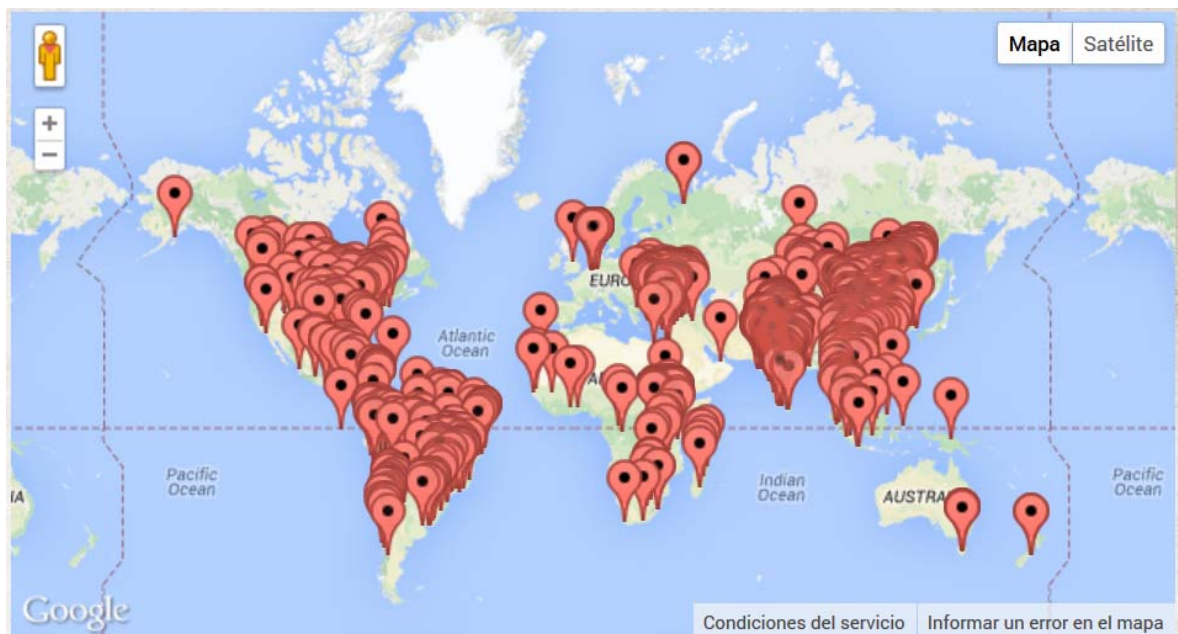 Mapa
Satélite
+
−
Atlantic
Ocean
Pacific
Ocean
Indian
Ocean
AUSTRA
Pacific
Ocean
Google
Condiciones del servicio
Informar un error en el mapa